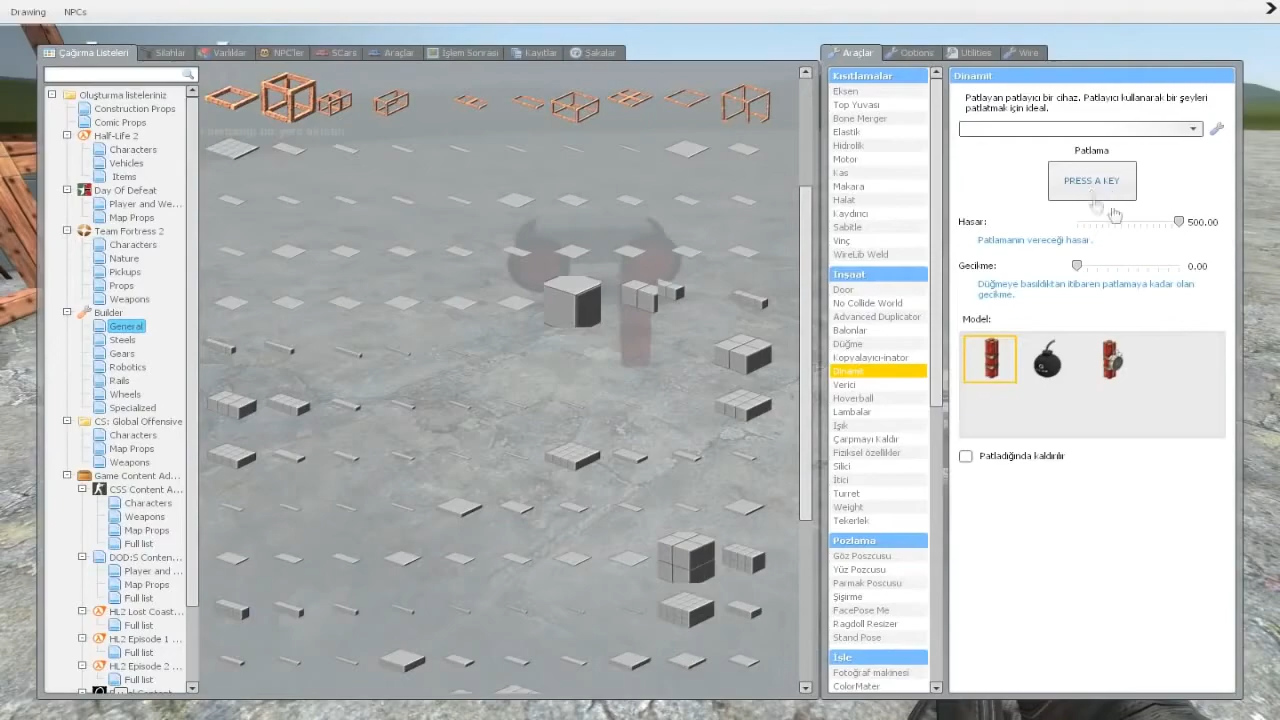 Drawing NPCs
Çağırma Listeleri Silahlar Varlıklar NPC'ler SCars Araçlar İşlem Sonrası Kayıtlar Şakalar
Oluşturma listeleriniz
Construction Props
Comic Props
Half-Life 2
Characters
Vehicles
Items
Day Of Defeat
Player and We...
Map Props
Team Fortress 2
Characters
Nature
Pickups
Props
Weapons
Builder
General
Steels
Gears
Robotics
Rails
Wheels
Specialized
CS: Global Offensive
Characters
Map Props
Weapons
Game Content Ad...
CSS Content A...
Characters
Weapons
Map Props
Full list
DOD:S Conten...
Player and ...
Map Props
Full list
HL2 Lost Coast...
Full list
HL2 Episode 1 ...
Full list
HL2 Episode 2 ...
Full list
Araçlar Options Utilities Wire
Kısıtlamalar
Eksen
Top Yuvası
Bone Merger
Elastik
Hidrolik
Motor
Kas
Makara
Halat
Kaydırıcı
Sabitle
Vinç
WireLib Weld
İnşaat
Door
No Collide World
Advanced Duplicator
Balonlar
Düğme
Kopyalayıcı-inator
Dinamit
Verici
Hoverball
Lambalar
Işık
Çarpmayı Kaldır
Fiziksel özellikler
Silici
İtici
Turret
Weight
Tekerlek
Pozlama
Göz Pozcusu
Yüz Pozcusu
Parmak Poscusu
Şişirme
FacePose Me
Ragdoll Resizer
Stand Pose
İşle
Fotoğraf makinesi
ColorMater
Dinamit
Patlayan patlayıcı bir cihaz. Patlayıcı kullanarak bir şeyleri
patlatmak için ideal.
Patlama
PRESS A KEY
Hasar: 500.00
Patlamanın vereceği hasar.
Gecikme: 0.00
Düğmeye basıldıktan itibaren patlamaya kadar olan
gecikme.
Model:
Patladığında kaldırılır